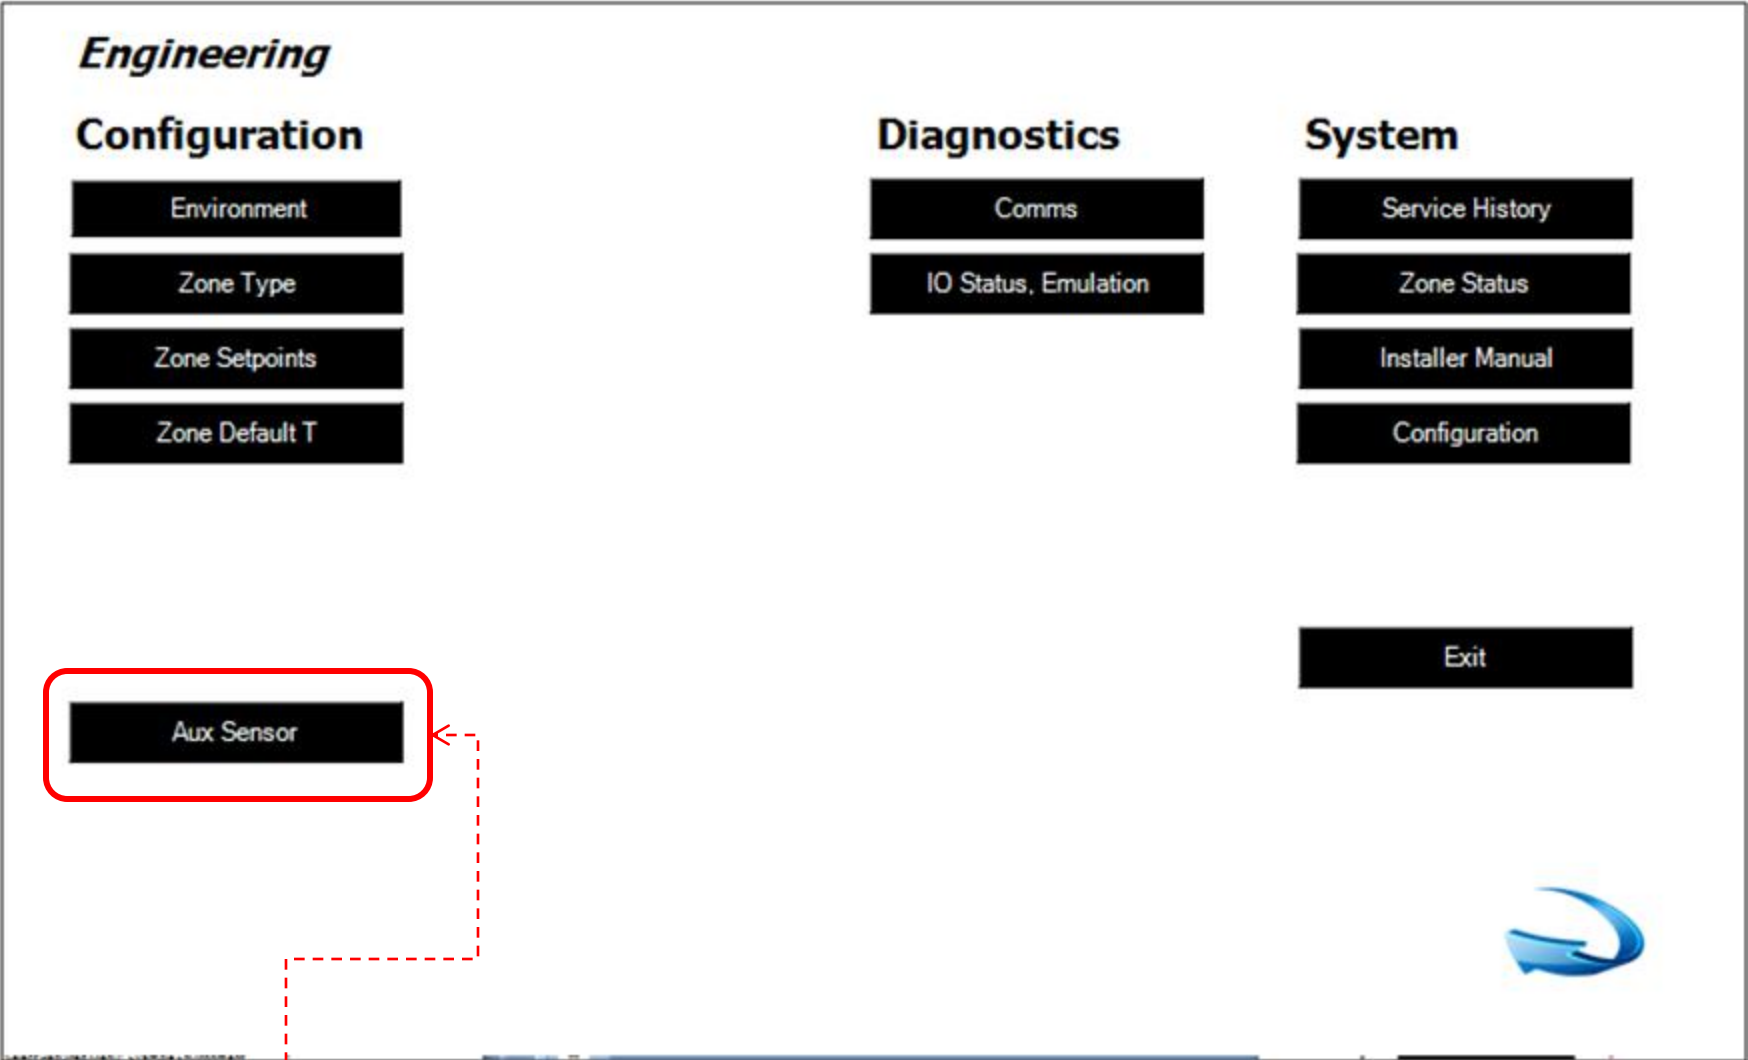 Engineering
Configuration
Environment
Zone Type
Zone Setpoints
Zone Default T
Aux Sensor
Diagnostics
Comms
IO Status, Emulation
System
Service History
Zone Status
Installer Manual
Configuration
Exit